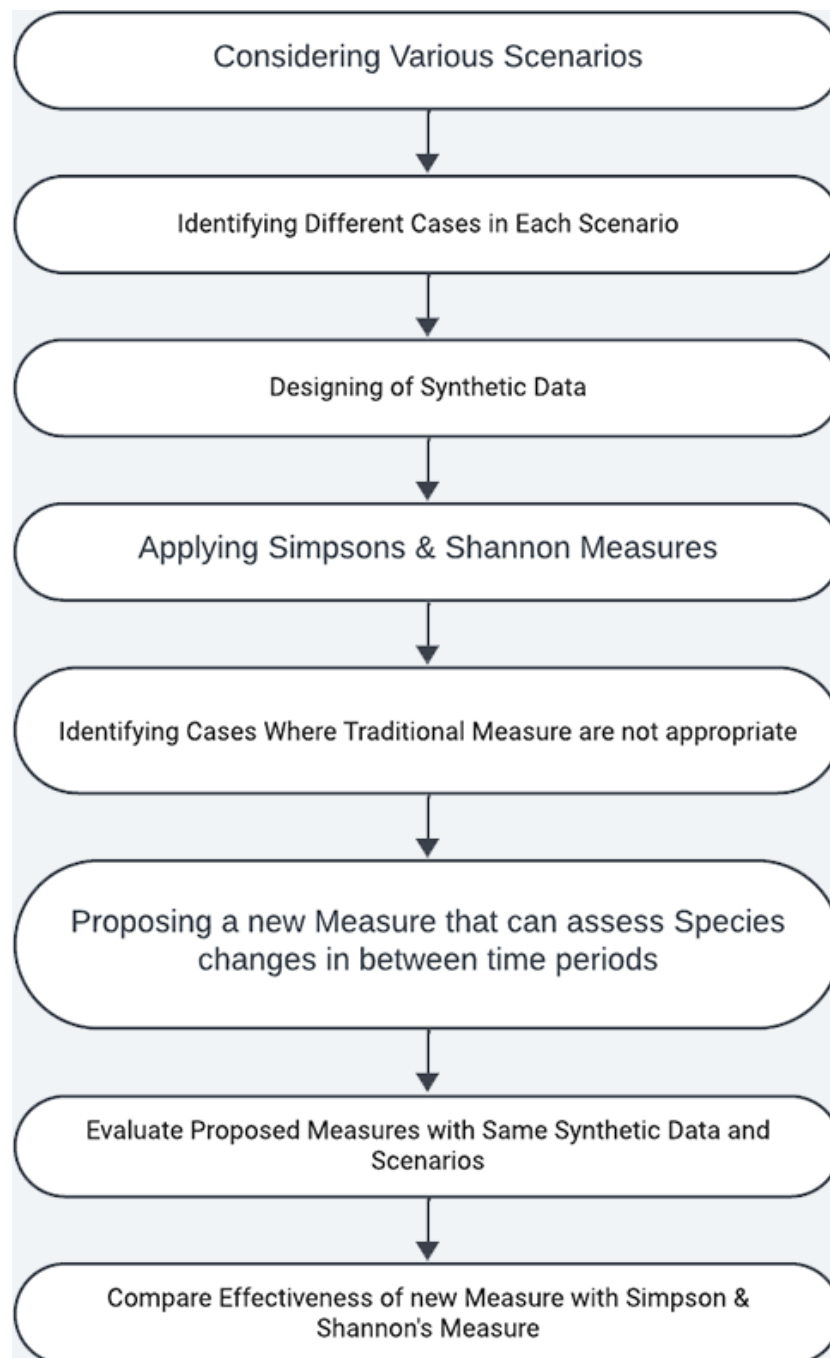 Considering Various Scenarios
Identifying Different Cases in Each Scenario
Designing of Synthetic Data
Applying Simpsons & Shannon Measures
Identifying Cases Where Traditional Measure are not appropriate
Proposing a new Measure that can assess Species
changes in between time periods
Evaluate Proposed Measures with Same Synthetic Data and
Scenarios
Compare Effectiveness of new Measure with Simpson &
Shannon's Measure